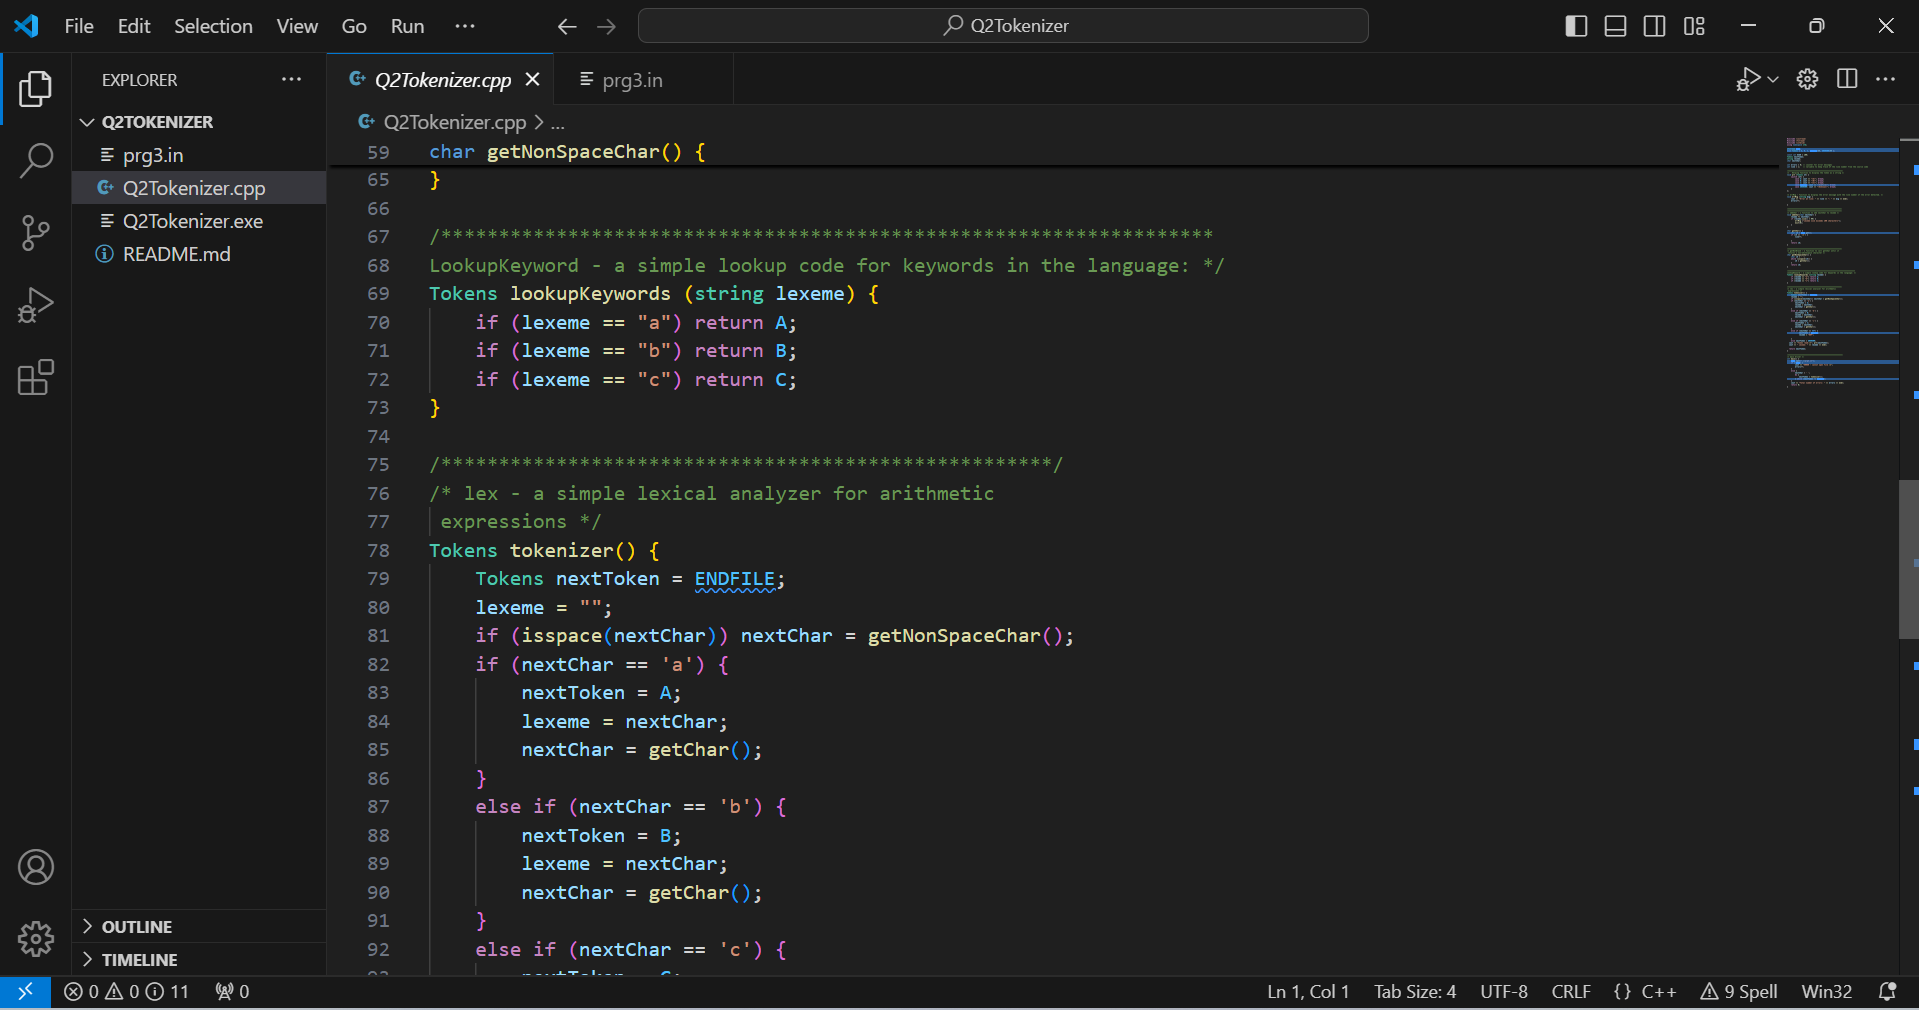 File Edit Selection View Go Run ···
Q2Tokenizer
EXPLORER ···
Q2TOKENIZER
prg3.in
Q2Tokenizer.cpp
Q2Tokenizer.exe
README.md
OUTLINE
TIMELINE
Q2Tokenizer.cpp
prg3.in
Q2Tokenizer.cpp > ...
59 char getNonSpaceChar() {
65 }
66
67 /*******************************************************************
68 LookupKeyword - a simple lookup code for keywords in the language: */
69 Tokens lookupKeywords (string lexeme) {
70     if (lexeme == "a") return A;
71     if (lexeme == "b") return B;
72     if (lexeme == "c") return C;
73 }
74
75 /*****************************************************/
76 /* lex - a simple lexical analyzer for arithmetic
77  expressions */
78 Tokens tokenizer() {
79     Tokens nextToken = ENDFILE;
80     lexeme = "";
81     if (isspace(nextChar)) nextChar = getNonSpaceChar();
82     if (nextChar == 'a') {
83         nextToken = A;
84         lexeme = nextChar;
85         nextChar = getChar();
86     }
87     else if (nextChar == 'b') {
88         nextToken = B;
89         lexeme = nextChar;
90         nextChar = getChar();
91     }
92     else if (nextChar == 'c') {
0 0 11 0
Ln 1, Col 1 Tab Size: 4 UTF-8 CRLF {} C++ 9 Spell Win32